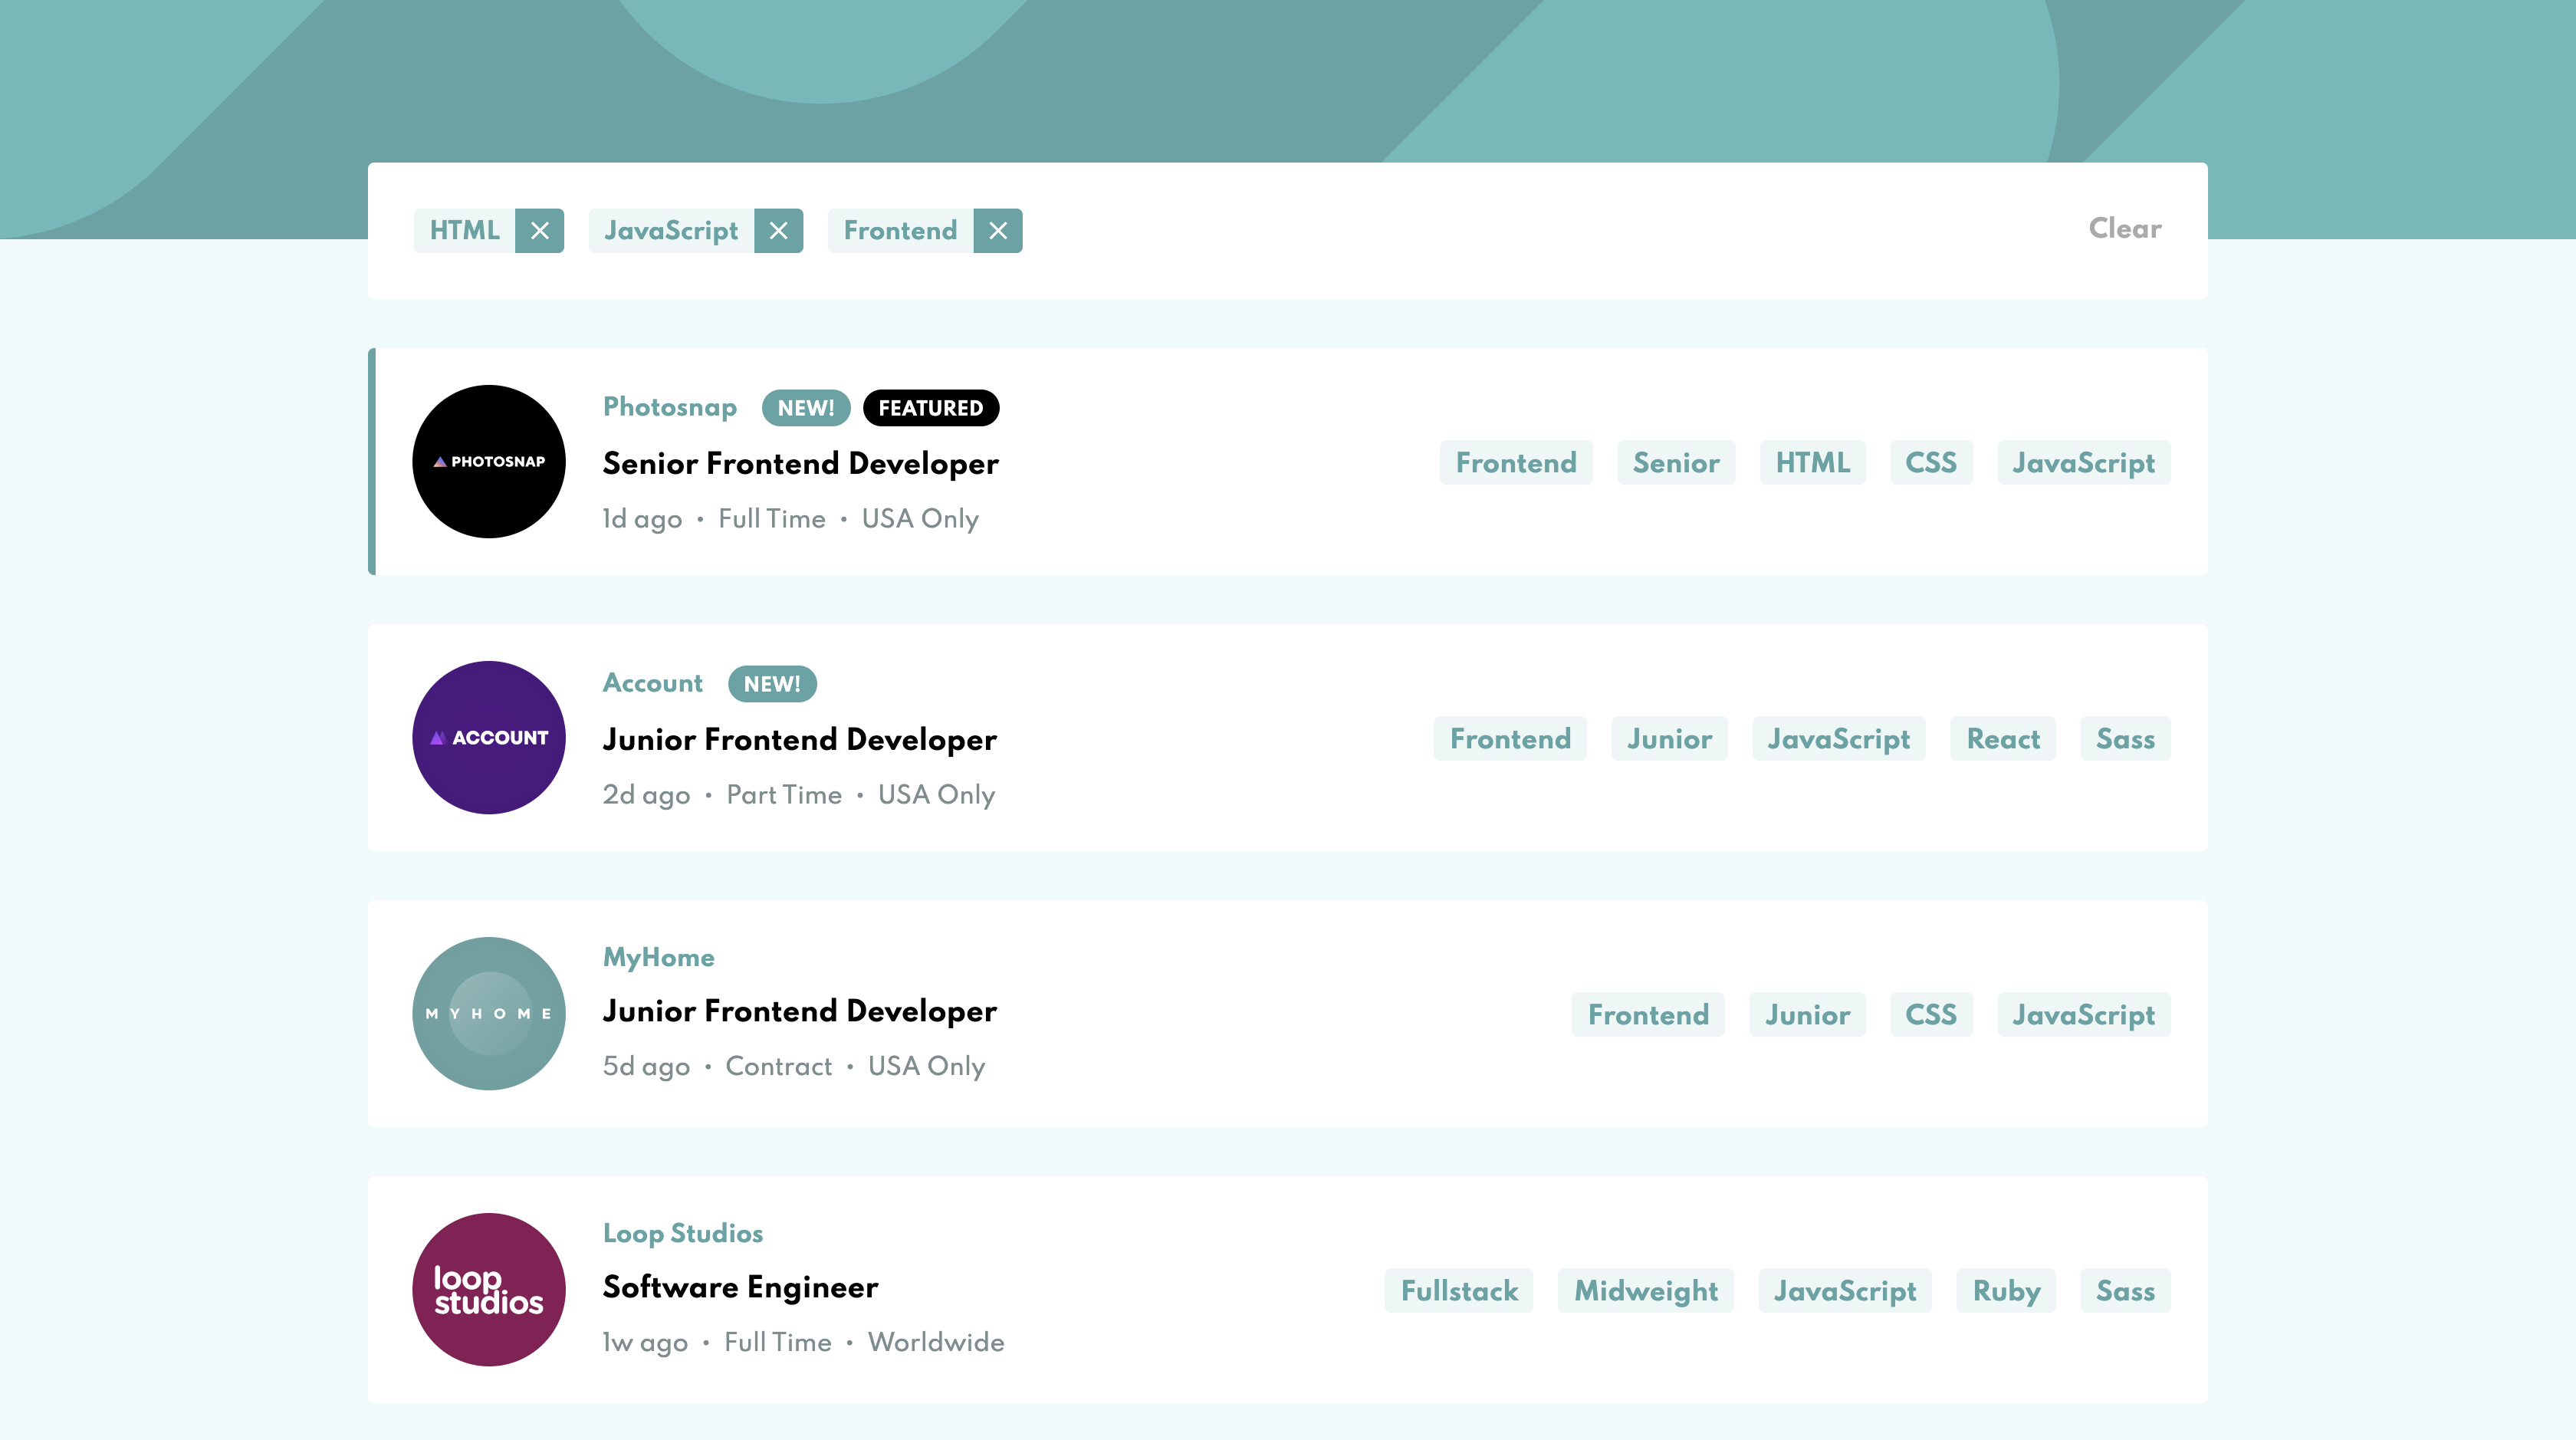 HTML JavaScript Frontend Clear
PHOTOSNAP
Photosnap NEW! FEATURED
Senior Frontend Developer
1d ago • Full Time • USA Only
Frontend Senior HTML CSS JavaScript
ACCOUNT
Account NEW!
Junior Frontend Developer
2d ago • Part Time • USA Only
Frontend Junior JavaScript React Sass
MYHOME
MyHome
Junior Frontend Developer
5d ago • Contract • USA Only
Frontend Junior CSS JavaScript
loop
studios
Loop Studios
Software Engineer
1w ago • Full Time • Worldwide
Fullstack Midweight JavaScript Ruby Sass